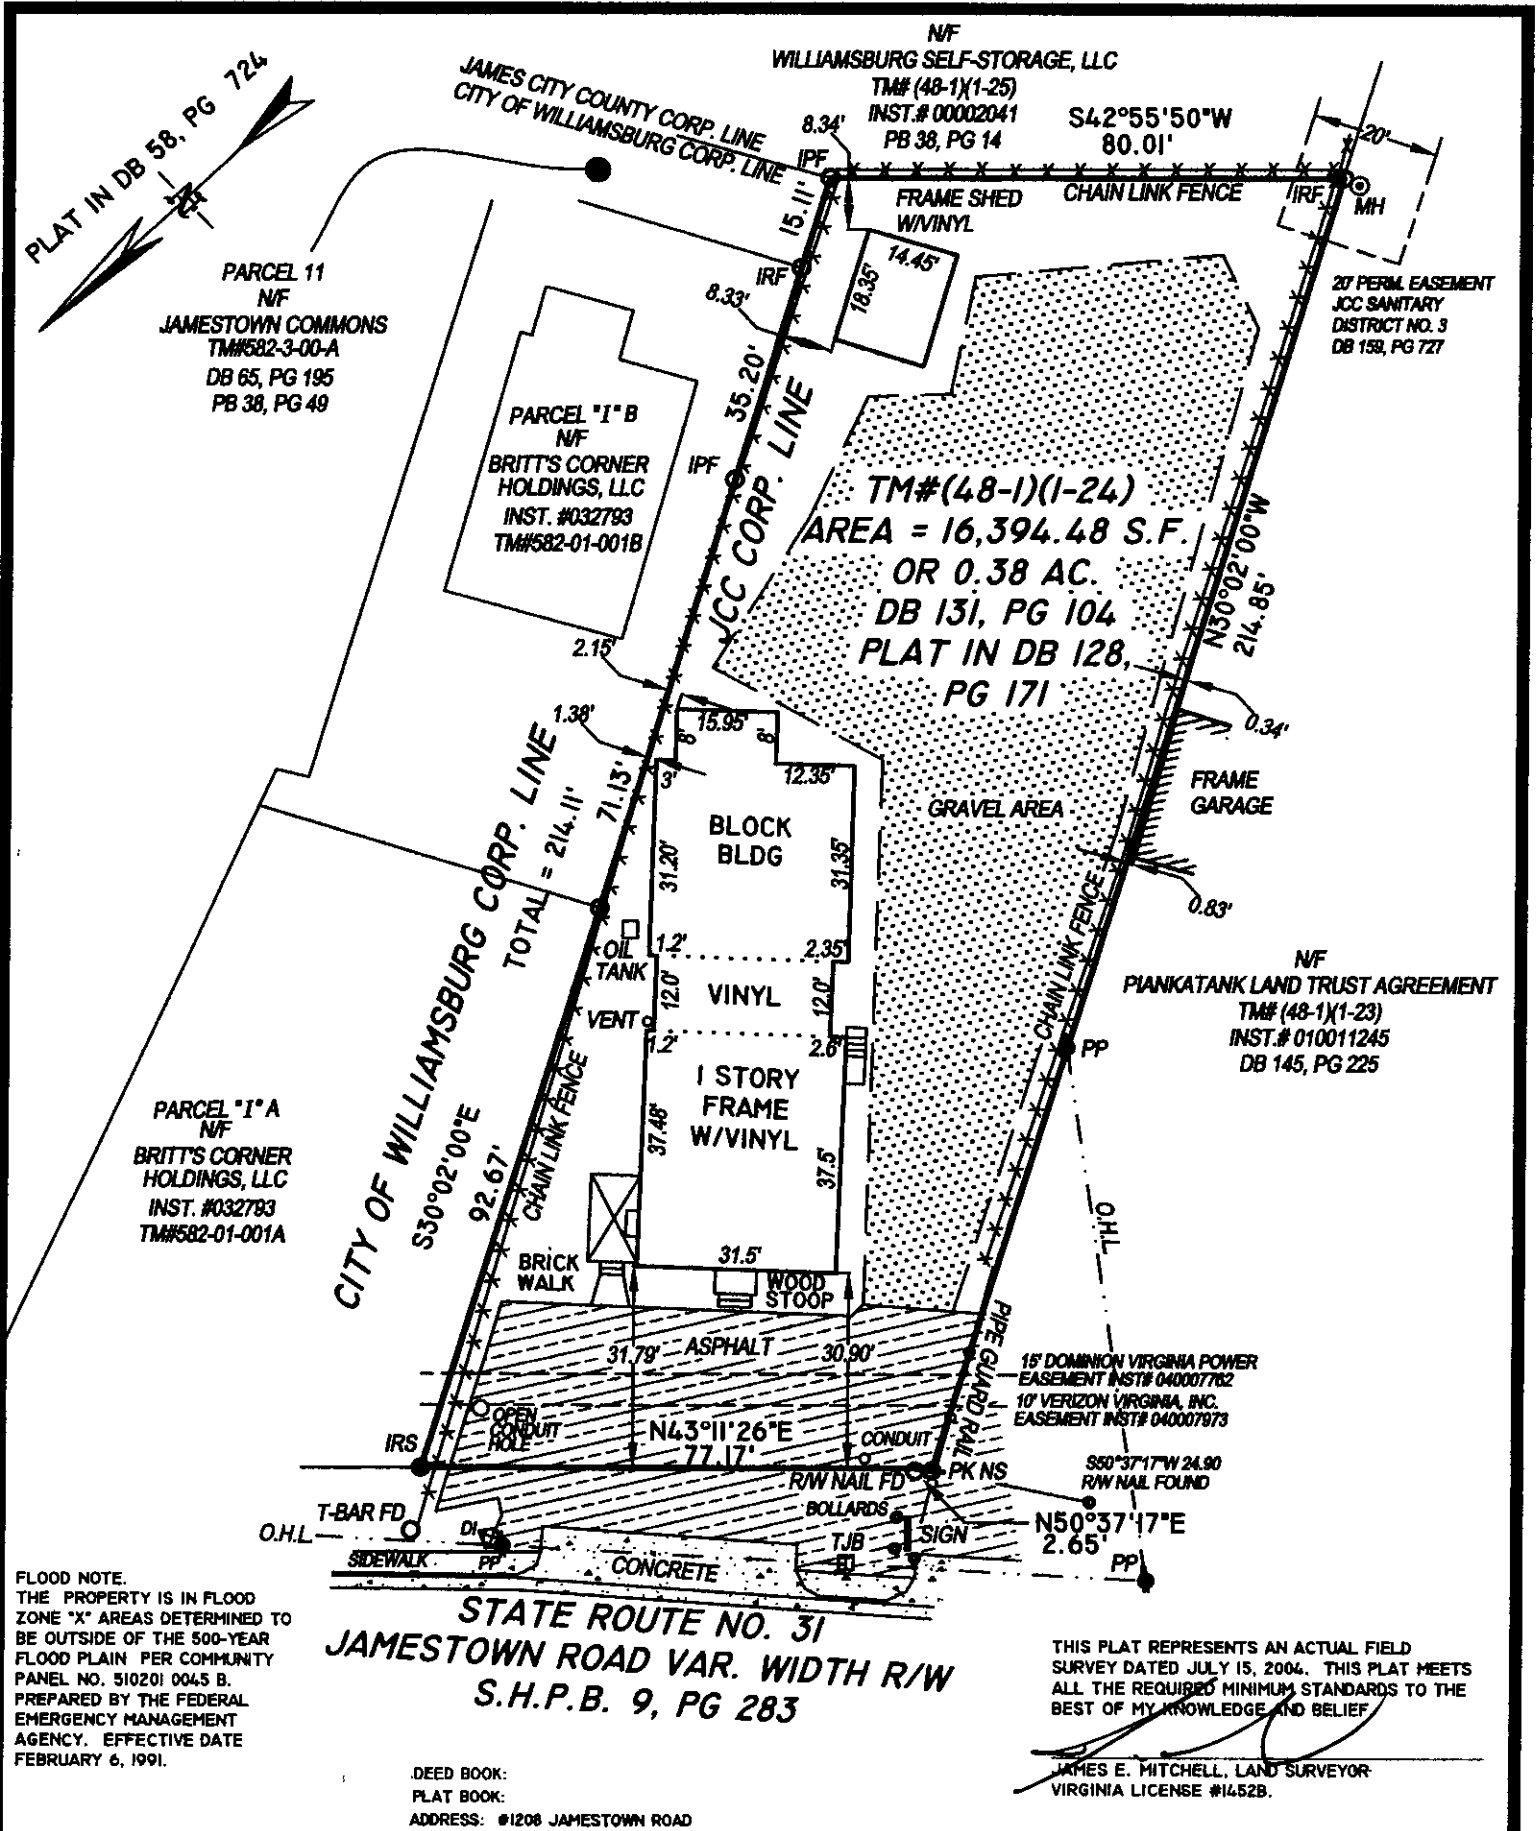 PLAT IN DB 58, PG 724
JAMES CITY COUNTY CORP. LINE
CITY OF WILLIAMSBURG CORP. LINE
N/F
WILLIAMSBURG SELF-STORAGE, LLC
TM# (48-1)(1-25)
INST.# 00002041
PB 38, PG 14
S42°55'50"W
80.01'
20'
8.34'
IPF
IRF
MH
FRAME SHED
W/VINYL
CHAIN LINK FENCE
15.11'
14.45'
18.35'
IRF
8.33'
20' PERM. EASEMENT
JCC SANITARY
DISTRICT NO. 3
DB 159, PG 727
PARCEL 11
N/F
JAMESTOWN COMMONS
TM#582-3-00-A
DB 65, PG 195
PB 38, PG 49
35.20'
PARCEL "1" B
N/F
BRITT'S CORNER
HOLDINGS, LLC
INST. #032793
TM#582-01-001B
IPF
JCC CORP. LINE
TM#(48-1)(1-24)
AREA = 16,394.48 S.F.
OR 0.38 AC.
DB 131, PG 104
PLAT IN DB 128,
PG 171
N30°02'00"W
214.85'
2.15'
1.38'
15.95'
8'
8'
3'
12.35'
0.34'
FRAME
GARAGE
GRAVEL AREA
71.13'
TOTAL = 214.11'
BLOCK
BLDG
31.20'
31.35'
0.83'
CHAIN LINK FENCE
OIL
TANK
1.2'
2.35'
VINYL
12.0'
12.0'
VENT
1.2'
2.6'
N/F
PIANKATANK LAND TRUST AGREEMENT
TM# (48-1)(1-23)
INST.# 010011245
DB 145, PG 225
PP
1 STORY
FRAME
W/VINYL
37.48'
37.5'
31.5'
CITY OF WILLIAMSBURG CORP. LINE
S30°02'00"E
92.67'
CHAIN LINK FENCE
PARCEL "1" A
N/F
BRITT'S CORNER
HOLDINGS, LLC
INST. #032793
TM#582-01-001A
O.H.L.
BRICK
WALK
WOOD
STOOP
ASPHALT
31.79'
30.90'
PIPE GUARD RAIL
15' DOMINION VIRGINIA POWER
EASEMENT INST# 040007762
10' VERIZON VIRGINIA, INC.
EASEMENT INST# 040007973
OPEN
CONDUIT
HOLE
N43°11'26"E
77.17'
CONDUIT
IRS
R/W NAIL FD
PK NS
S50°37'17"W 24.90
R/W NAIL FOUND
T-BAR FD
BOLLARDS
N50°37'17"E
2.65'
O.H.L.
DI
TJB
SIGN
SIDEWALK
PP
CONCRETE
PP
STATE ROUTE NO. 31
JAMESTOWN ROAD VAR. WIDTH R/W
S.H.P.B. 9, PG 283
FLOOD NOTE.
THE PROPERTY IS IN FLOOD
ZONE "X" AREAS DETERMINED TO
BE OUTSIDE OF THE 500-YEAR
FLOOD PLAIN PER COMMUNITY
PANEL NO. 510201 0045 B.
PREPARED BY THE FEDERAL
EMERGENCY MANAGEMENT
AGENCY. EFFECTIVE DATE
FEBRUARY 6, 1991.
THIS PLAT REPRESENTS AN ACTUAL FIELD
SURVEY DATED JULY 15, 2004. THIS PLAT MEETS
ALL THE REQUIRED MINIMUM STANDARDS TO THE
BEST OF MY KNOWLEDGE AND BELIEF.
JAMES E. MITCHELL, LAND SURVEYOR
VIRGINIA LICENSE #1452B.
DEED BOOK:
PLAT BOOK:
ADDRESS: #1208 JAMESTOWN ROAD